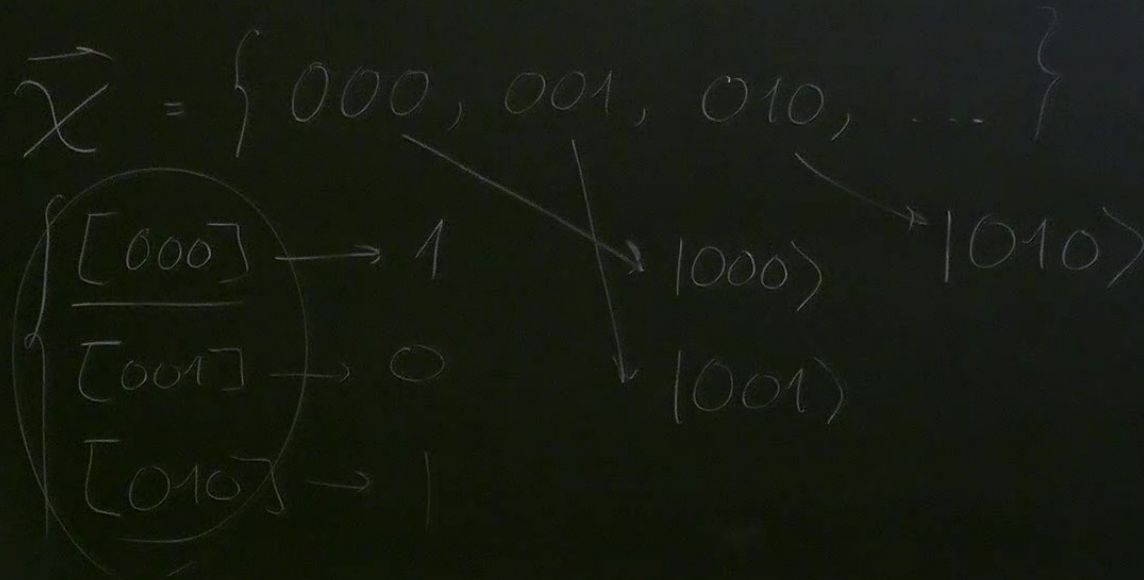 x⃗ = { 000, 001, 010, .... }
[000] → 1 |000⟩ |010⟩
[001] → 0 |001⟩
[010] → 1